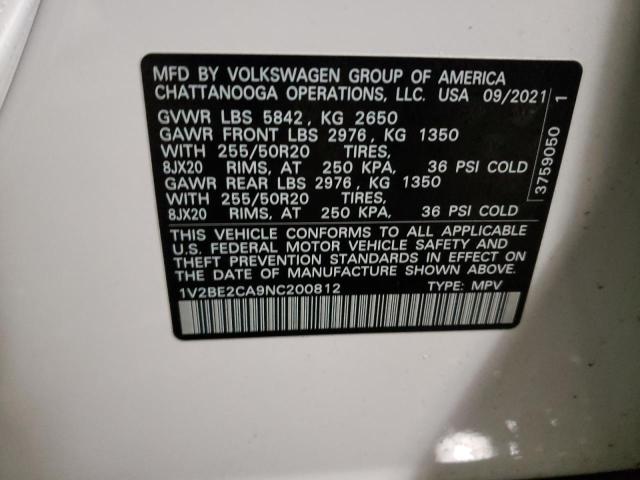 MFD BY VOLKSWAGEN GROUP OF AMERICA
CHATTANOOGA OPERATIONS, LLC. USA 09/2021
GVWR LBS 5842, KG 2650
GAWR FRONT LBS 2976, KG 1350
WITH 255/50R20 TIRES,
8JX20 RIMS, AT 250 KPA, 36 PSI COLD
GAWR REAR LBS 2976, KG 1350
WITH 255/50R20 TIRES,
8JX20 RIMS, AT 250 KPA, 36 PSI COLD
THIS VEHICLE CONFORMS TO ALL APPLICABLE
U.S. FEDERAL MOTOR VEHICLE SAFETY AND
THEFT PREVENTION STANDARDS IN EFFECT ON
THE DATE OF MANUFACTURE SHOWN ABOVE.
1V2BE2CA9NC200812 TYPE: MPV
3759050 1